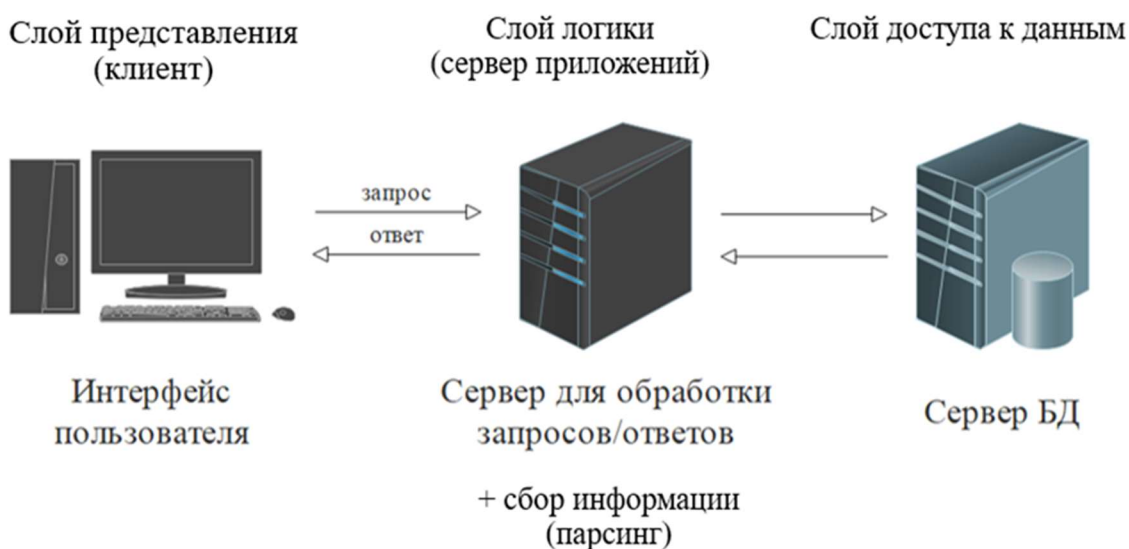 Слой представления
(клиент)
Слой логики
(сервер приложений)
Слой доступа к данным
запрос
ответ
Интерфейс
пользователя
Сервер для обработки
запросов/ответов
Сервер БД
+ сбор информации
(парсинг)